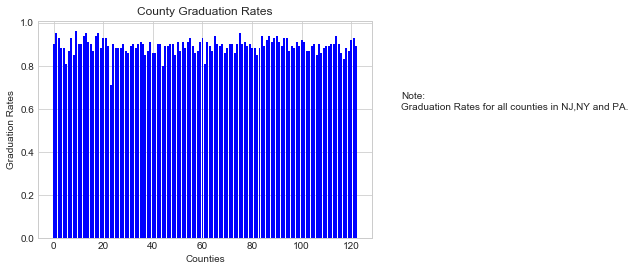 County Graduation Rates
1.0
0.8
0.6
0.4
0.2
0.0
Graduation Rates
0 20 40 60 80 100 120
Counties
Note:
Graduation Rates for all counties in NJ,NY and PA.